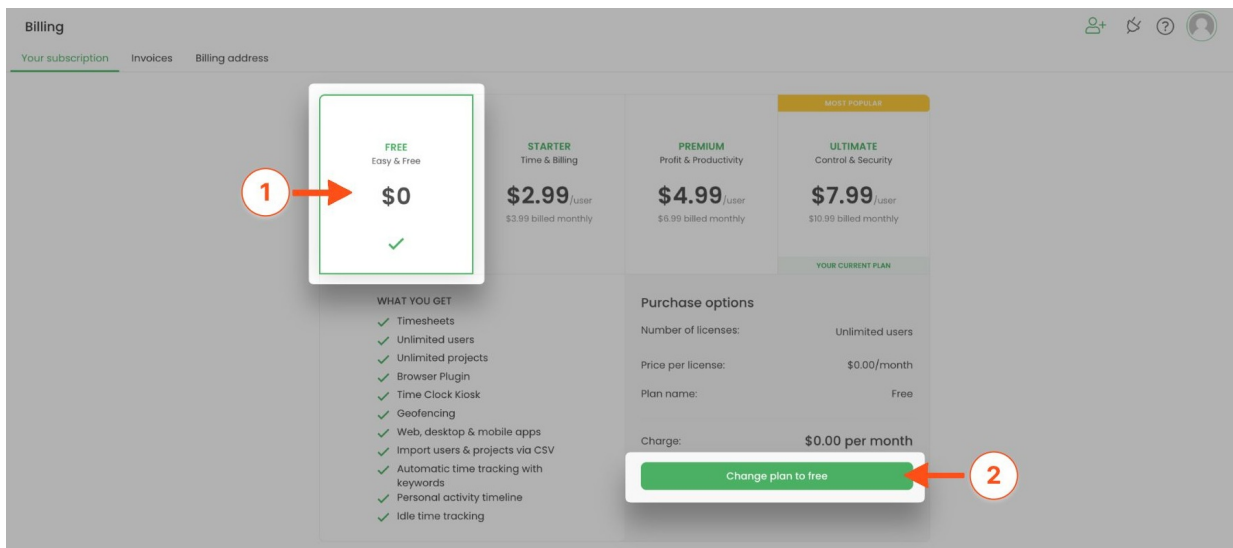 Billing
Your subscription Invoices Billing address
MOST POPULAR
FREE
Easy & Free
$0
STARTER
Time & Billing
$2.99/user
$3.99 billed monthly
PREMIUM
Profit & Productivity
$4.99/user
$6.99 billed monthly
ULTIMATE
Control & Security
$7.99/user
$10.99 billed monthly
YOUR CURRENT PLAN
1
WHAT YOU GET
Timesheets
Unlimited users
Unlimited projects
Browser Plugin
Time Clock Kiosk
Geofencing
Web, desktop & mobile apps
Import users & projects via CSV
Automatic time tracking with
keywords
Personal activity timeline
Idle time tracking
Purchase options
Number of licenses: Unlimited users
Price per license: $0.00/month
Plan name: Free
Charge: $0.00 per month
Change plan to free
2